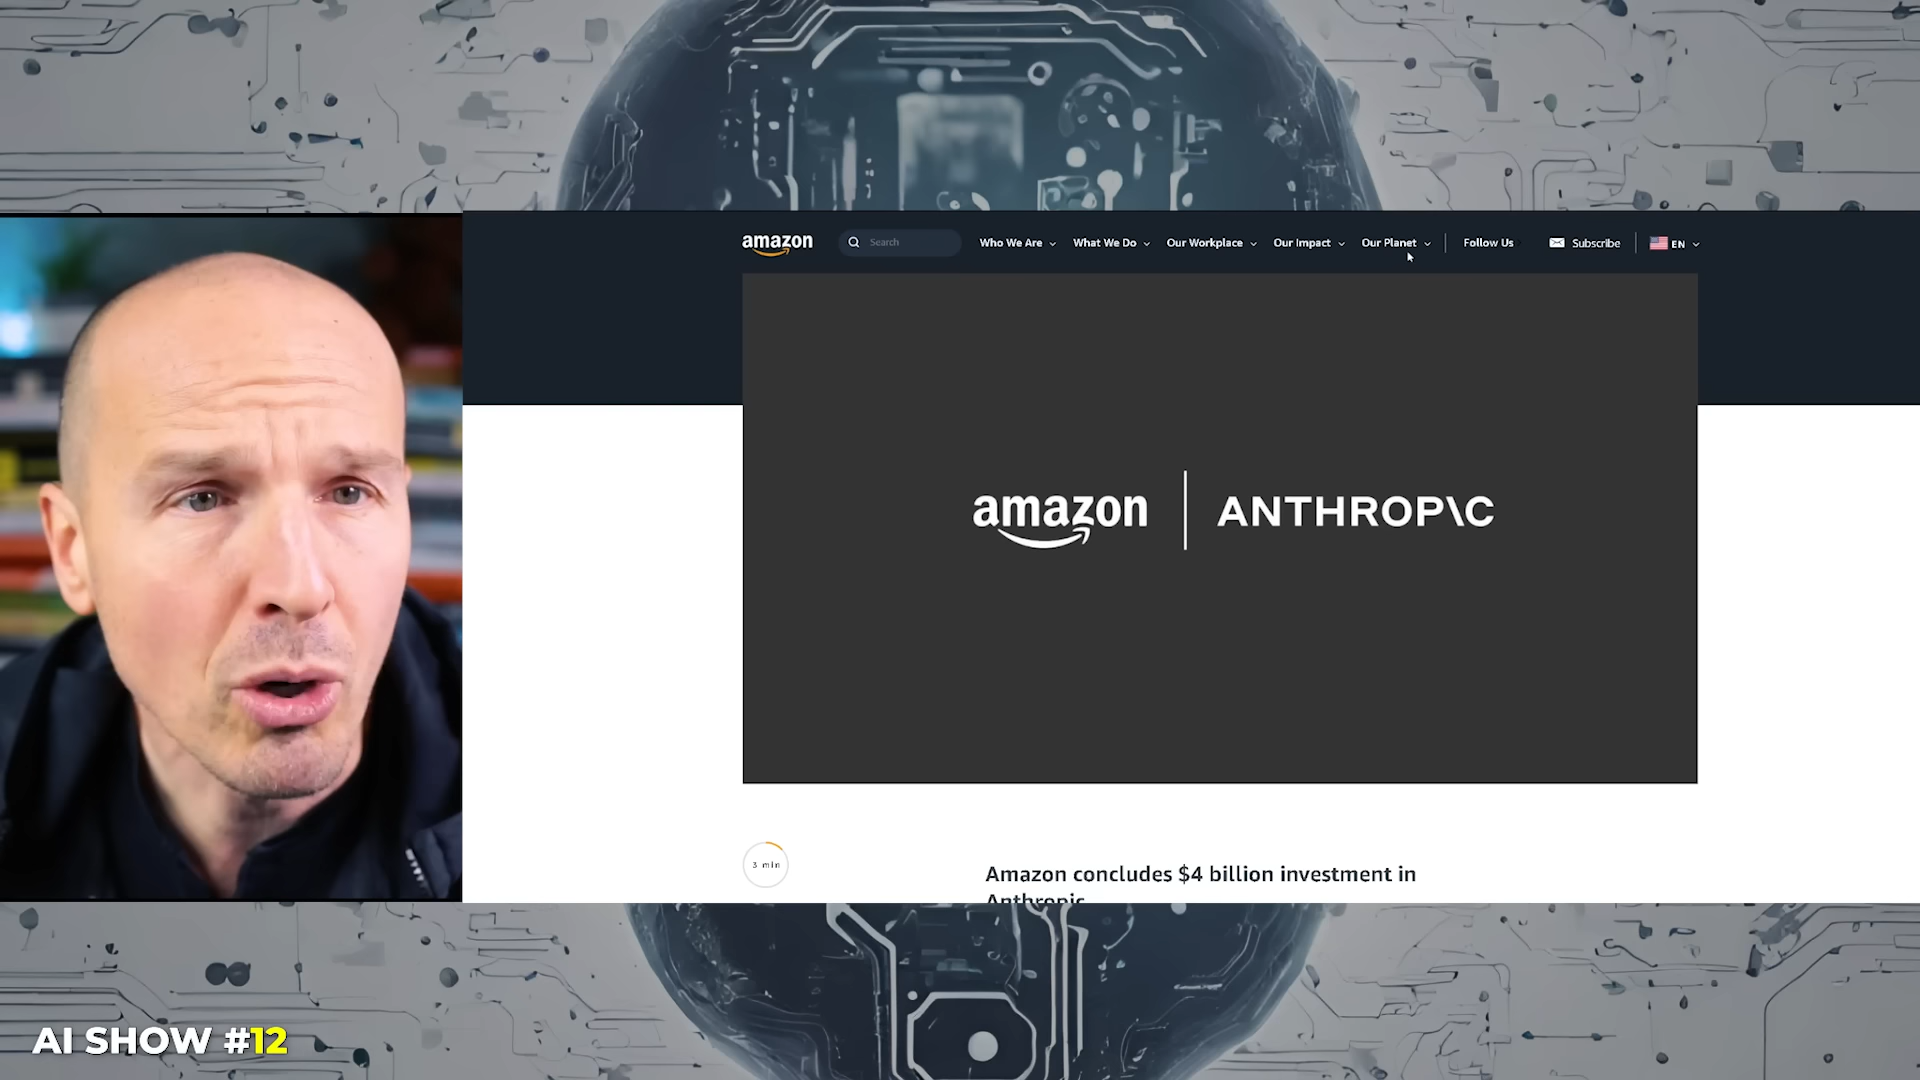 amazon
Search
Who We Are
What We Do
Our Workplace
Our Impact
Our Planet
Follow Us
Subscribe
EN
amazon
ANTHROP\C
3 min
Amazon concludes $4 billion investment in
Anthropic
AI SHOW #12